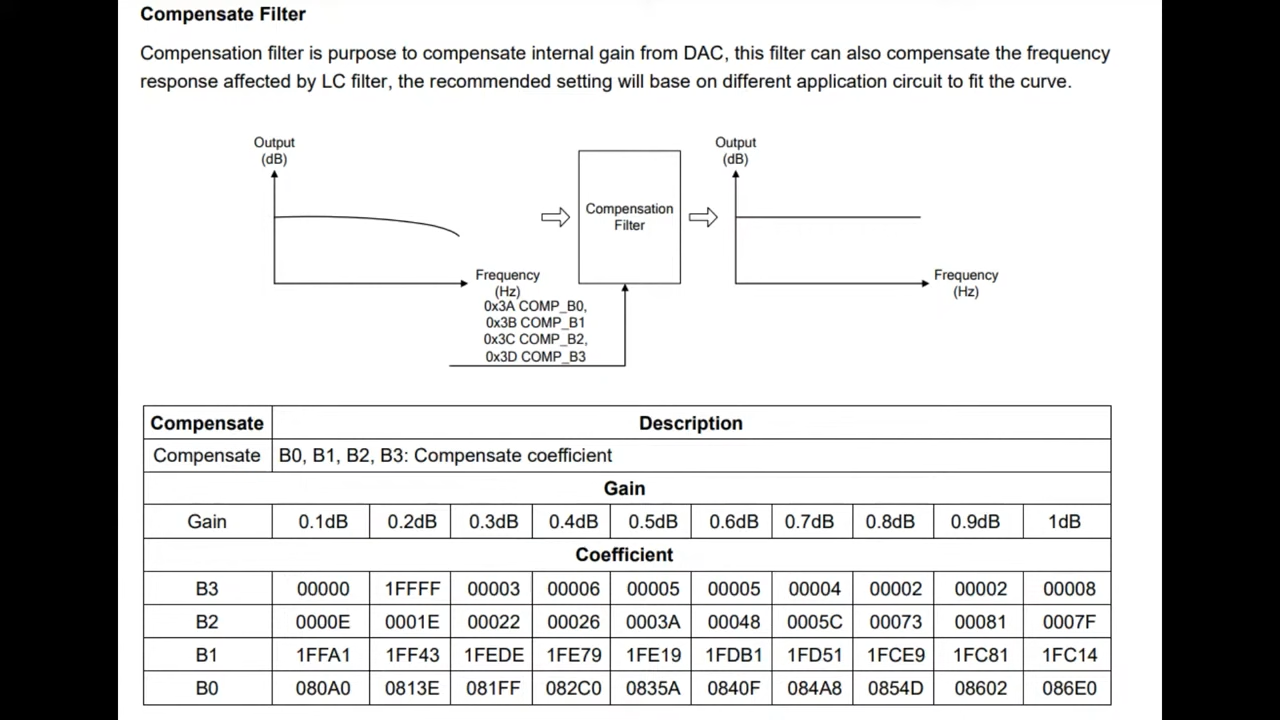 Compensate Filter
Compensation filter is purpose to compensate internal gain from DAC, this filter can also compensate the frequency
response affected by LC filter, the recommended setting will base on different application circuit to fit the curve.
Output
(dB)
Frequency
(Hz)
Compensation
Filter
0x3A COMP_B0,
0x3B COMP_B1
0x3C COMP_B2,
0x3D COMP_B3
Output
(dB)
Frequency
(Hz)
Compensate Description
Compensate B0, B1, B2, B3: Compensate coefficient
Gain
Gain 0.1dB 0.2dB 0.3dB 0.4dB 0.5dB 0.6dB 0.7dB 0.8dB 0.9dB 1dB
Coefficient
B3 00000 1FFFF 00003 00006 00005 00005 00004 00002 00002 00008
B2 0000E 0001E 00022 00026 0003A 00048 0005C 00073 00081 0007F
B1 1FFA1 1FF43 1FEDE 1FE79 1FE19 1FDB1 1FD51 1FCE9 1FC81 1FC14
B0 080A0 0813E 081FF 082C0 0835A 0840F 084A8 0854D 08602 086E0